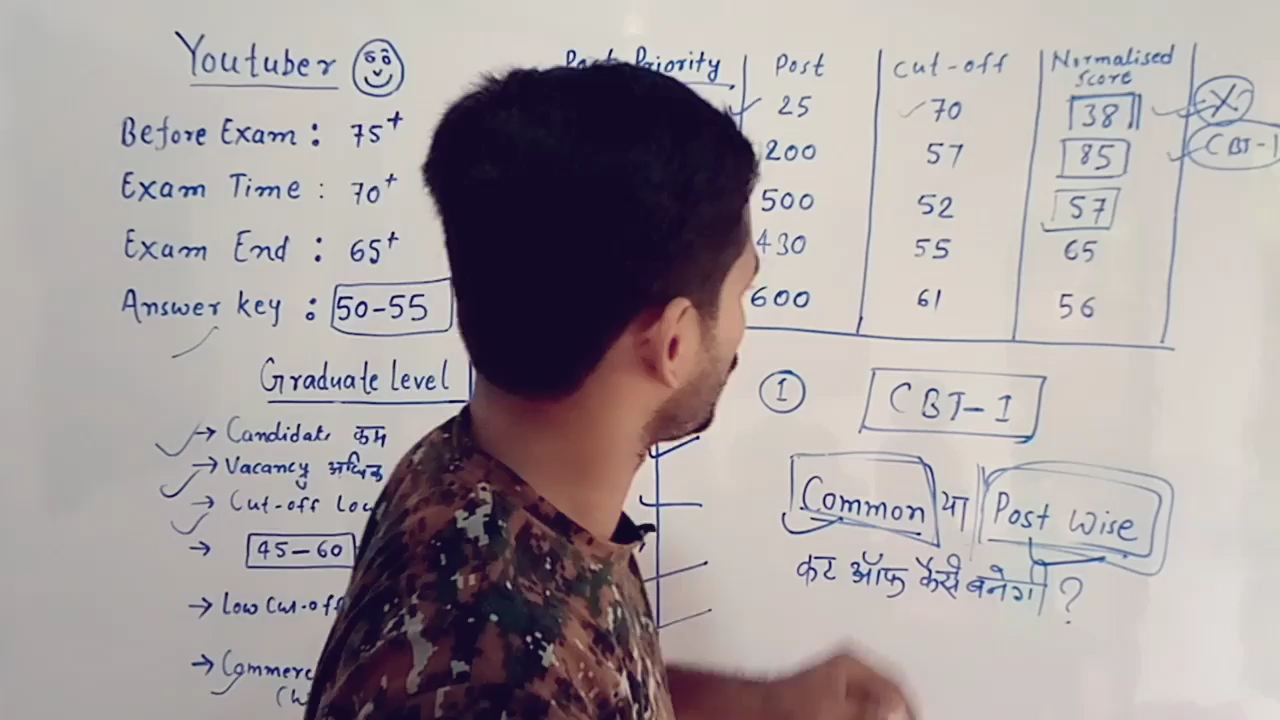 Youtuber
Before Exam : 75+
Exam Time : 70+
Exam End : 65+
Answer key : 50-55
Graduate level
→ Candidate कम
→ Vacancy अधिक
→ Cut-off Low
→ 45-60
→ Low Cut-off
→ Commerc
Post Priority Post Cut-off Normalised Score
25 70 38 X
200 57 85 CBT-1
500 52 57
430 55 65
600 61 56
1 CBT-1
Common या Post Wise
कट ऑफ कैसे बनेगी ?